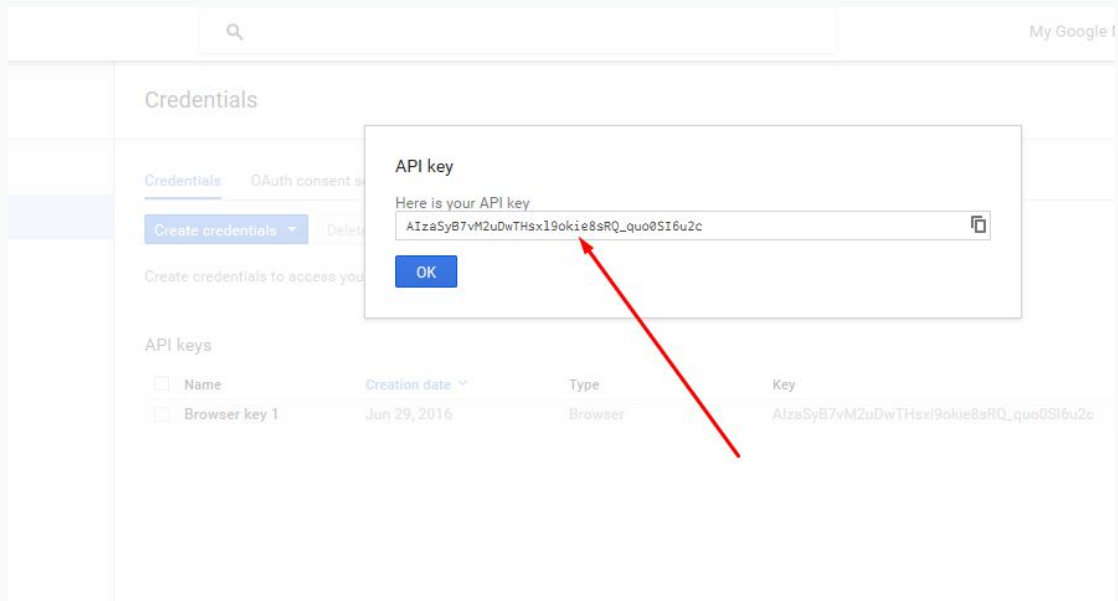 My Google
Credentials
API key
Credentials OAuth consent
Here is your API key
AIzaSyB7vM2uDwTHsxl9okie8sRQ_quo0SI6u2c
Create credentials Delete
OK
Create credentials to access you
API keys
Name Creation date Type Key
Browser key 1 Jun 29, 2016 Browser AIzaSyB7vM2uDwTHsxl9okie8sRQ_quo0SI6u2c